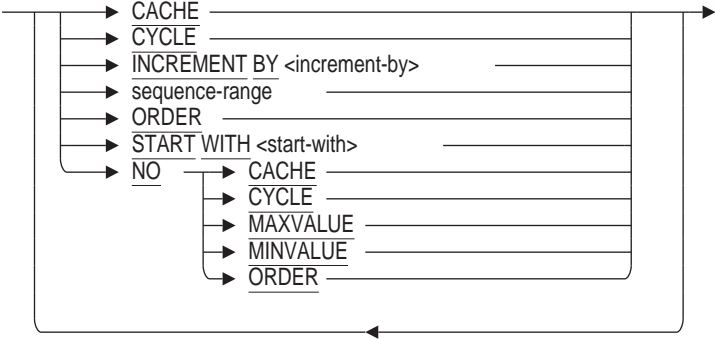 CACHE
CYCLE
INCREMENT BY <increment-by>
sequence-range
ORDER
START WITH <start-with>
NO CACHE
CYCLE
MAXVALUE
MINVALUE
ORDER